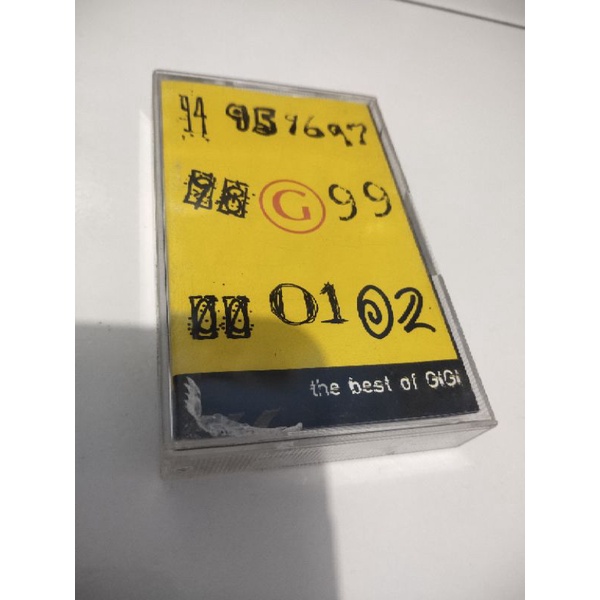 94 95 96 97
98 G 99
00 01 02
the best of GIGI